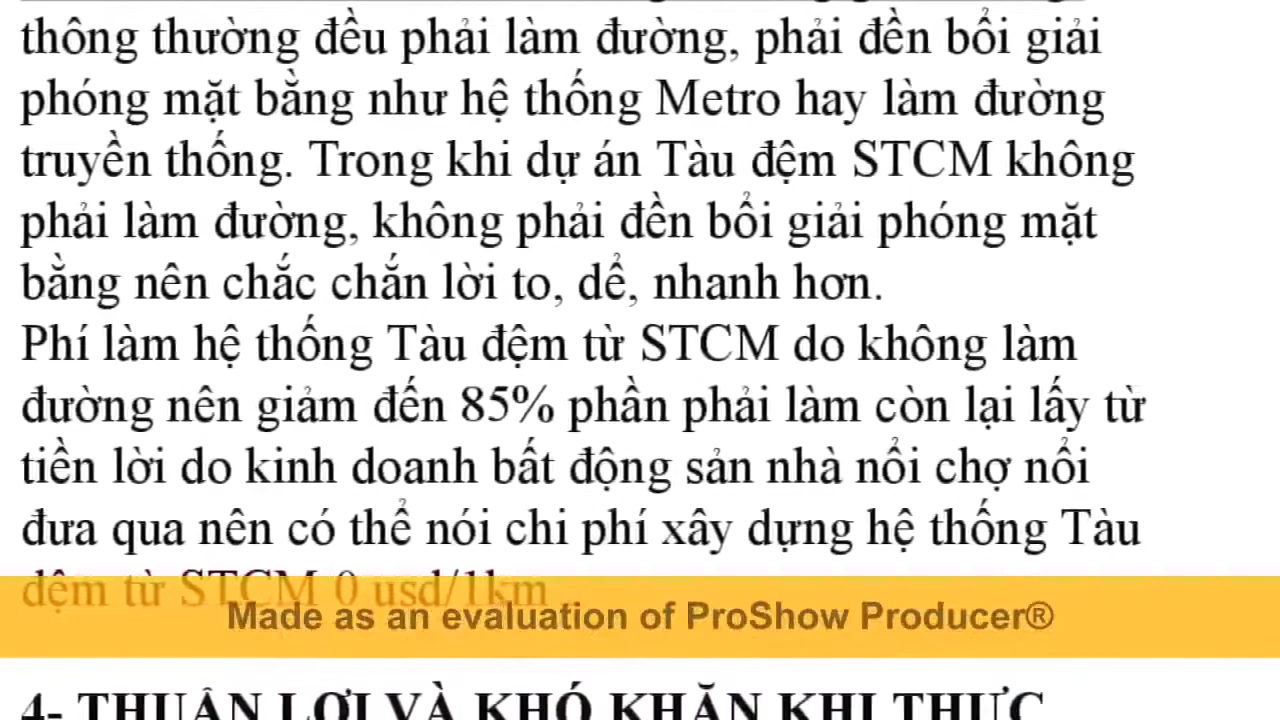 thông thường đều phải làm đường, phải đền bổi giải
phóng mặt bằng như hệ thống Metro hay làm đường
truyền thống. Trong khi dự án Tàu đệm STCM không
phải làm đường, không phải đền bổi giải phóng mặt
bằng nên chắc chắn lời to, dể, nhanh hơn.
Phí làm hệ thống Tàu đệm từ STCM do không làm
đường nên giảm đến 85% phần phải làm còn lại lấy từ
tiền lời do kinh doanh bất động sản nhà nổi chợ nổi
đưa qua nên có thể nói chi phí xây dựng hệ thống Tàu
đệm từ STCM 0 usd/1km
Made as an evaluation of ProShow Producer®
4- THUẬN LỢI VÀ KHÓ KHĂN KHI THỰC